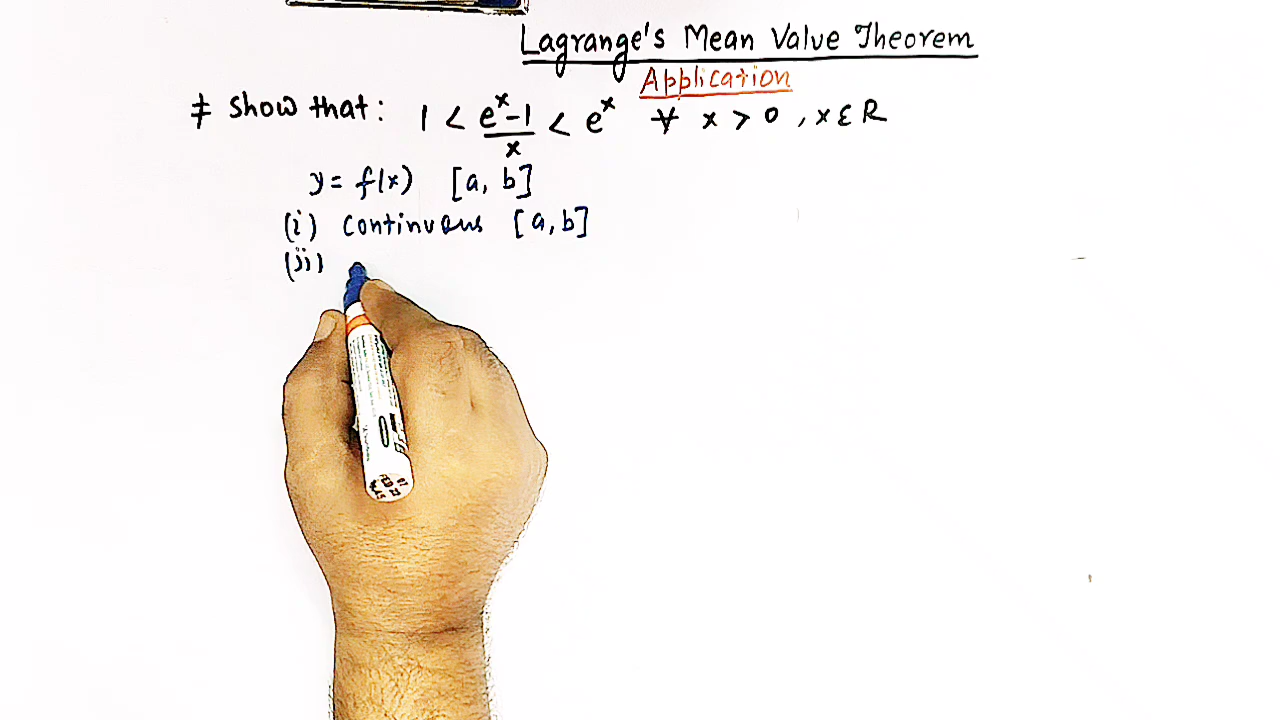 Lagrange's Mean Value Theorem
Application
# Show that: 1 < (e^x-1)/x < e^x ∀ x > 0, x ε R
y = f(x) [a, b]
(i) continuous [a, b]
(ii)